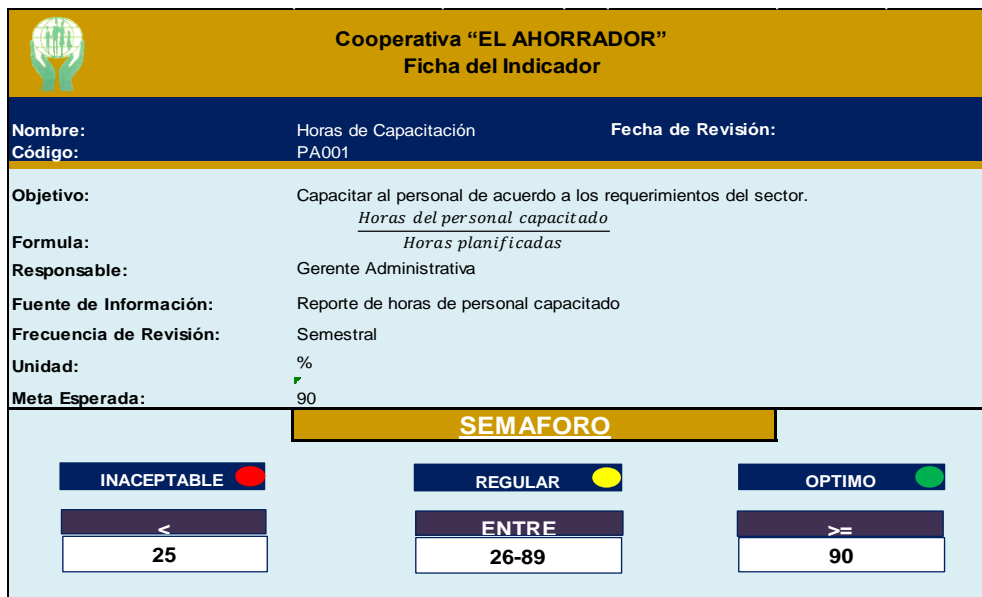 Cooperativa “EL AHORRADOR”
Ficha del Indicador
Nombre: Horas de Capacitación Fecha de Revisión:
Código: PA001
Objetivo: Capacitar al personal de acuerdo a los requerimientos del sector.
Horas del personal capacitado
Formula: Horas planificadas
Responsable: Gerente Administrativa
Fuente de Información: Reporte de horas de personal capacitado
Frecuencia de Revisión: Semestral
Unidad: %
Meta Esperada: 90
SEMAFORO
INACEPTABLE REGULAR OPTIMO
< ENTRE >=
25 26-89 90